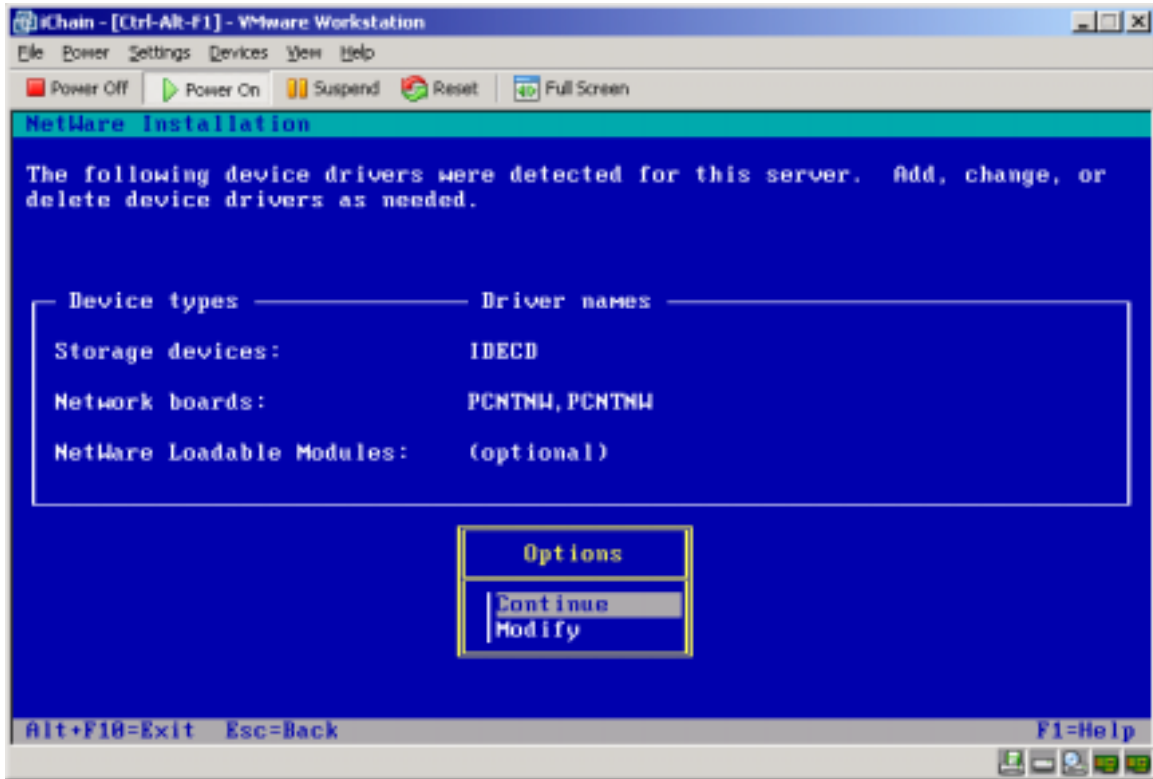 iChain - [Ctrl-Alt-F1] - VMware Workstation
File Power Settings Devices View Help
Power Off Power On Suspend Reset Full Screen
NetWare Installation
The following device drivers were detected for this server. Add, change, or
delete device drivers as needed.
Device types Driver names
Storage devices: IDECD
Network boards: PCNTNW,PCNTNW
NetWare Loadable Modules: (optional)
Options
Continue
Modify
Alt+F10=Exit Esc=Back F1=Help